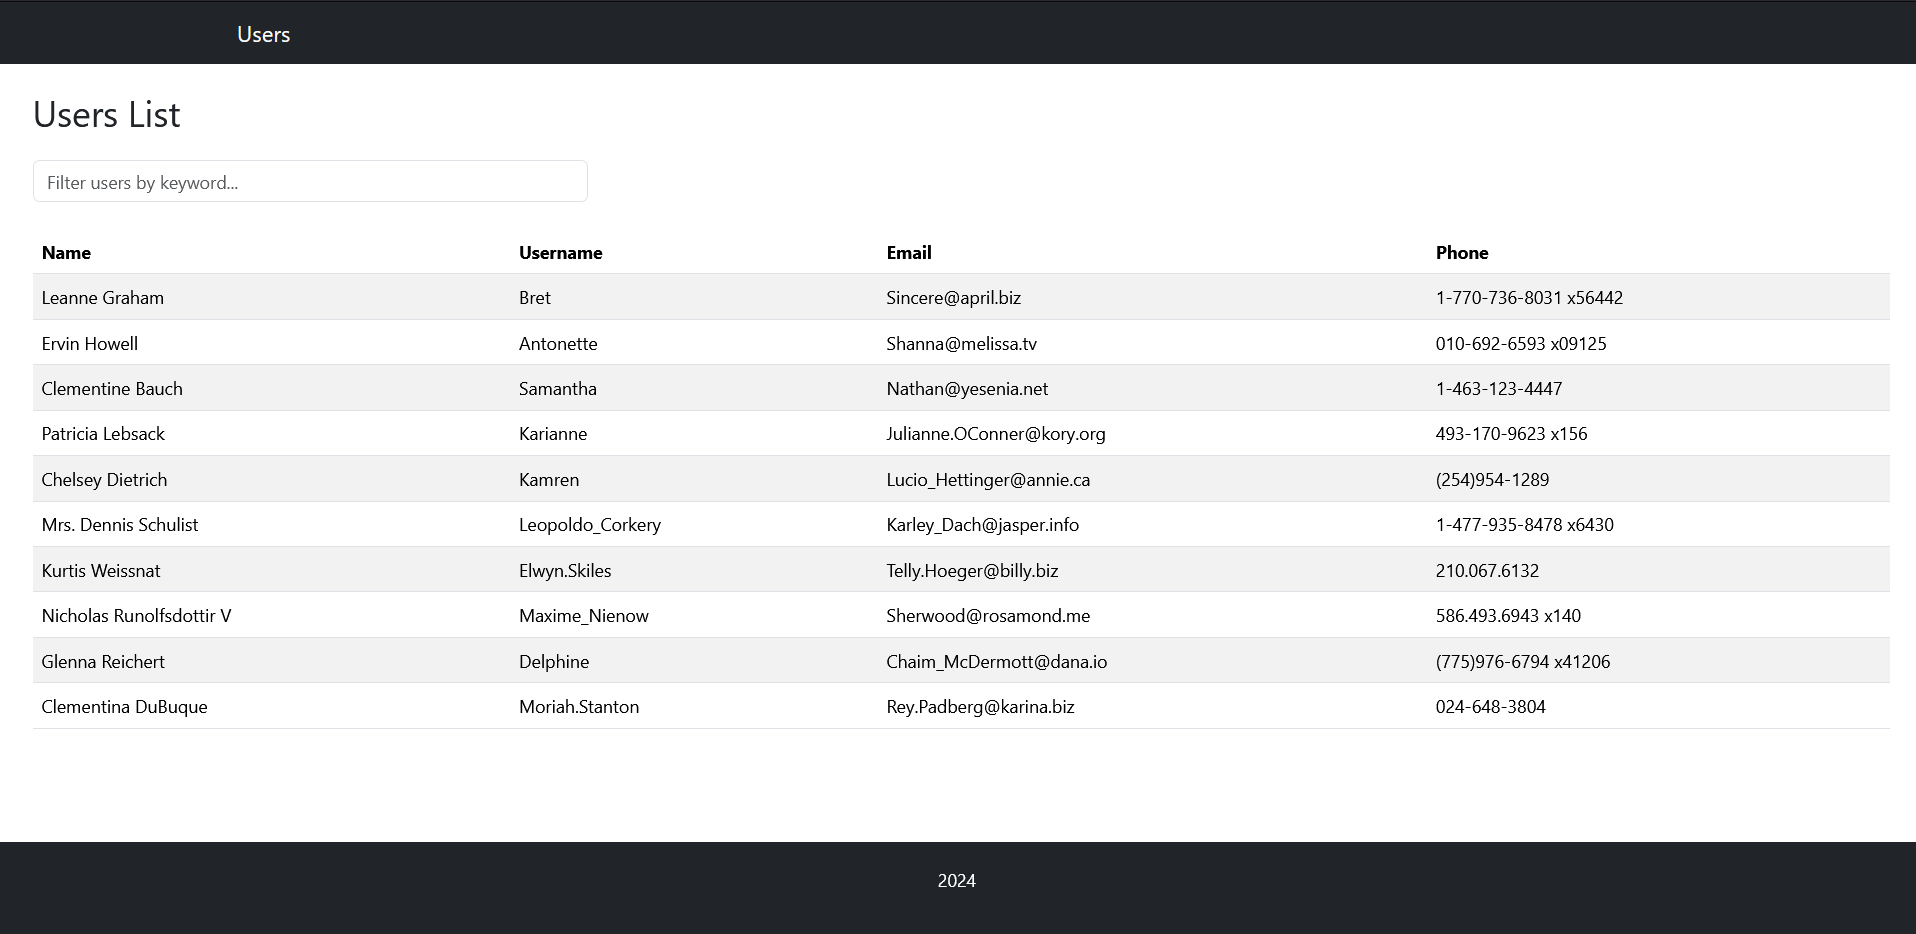 Users
Users List
Filter users by keyword...
Name Username Email Phone
Leanne Graham Bret Sincere@april.biz 1-770-736-8031 x56442
Ervin Howell Antonette Shanna@melissa.tv 010-692-6593 x09125
Clementine Bauch Samantha Nathan@yesenia.net 1-463-123-4447
Patricia Lebsack Karianne Julianne.OConner@kory.org 493-170-9623 x156
Chelsey Dietrich Kamren Lucio_Hettinger@annie.ca (254)954-1289
Mrs. Dennis Schulist Leopoldo_Corkery Karley_Dach@jasper.info 1-477-935-8478 x6430
Kurtis Weissnat Elwyn.Skiles Telly.Hoeger@billy.biz 210.067.6132
Nicholas Runolfsdottir V Maxime_Nienow Sherwood@rosamond.me 586.493.6943 x140
Glenna Reichert Delphine Chaim_McDermott@dana.io (775)976-6794 x41206
Clementina DuBuque Moriah.Stanton Rey.Padberg@karina.biz 024-648-3804
2024